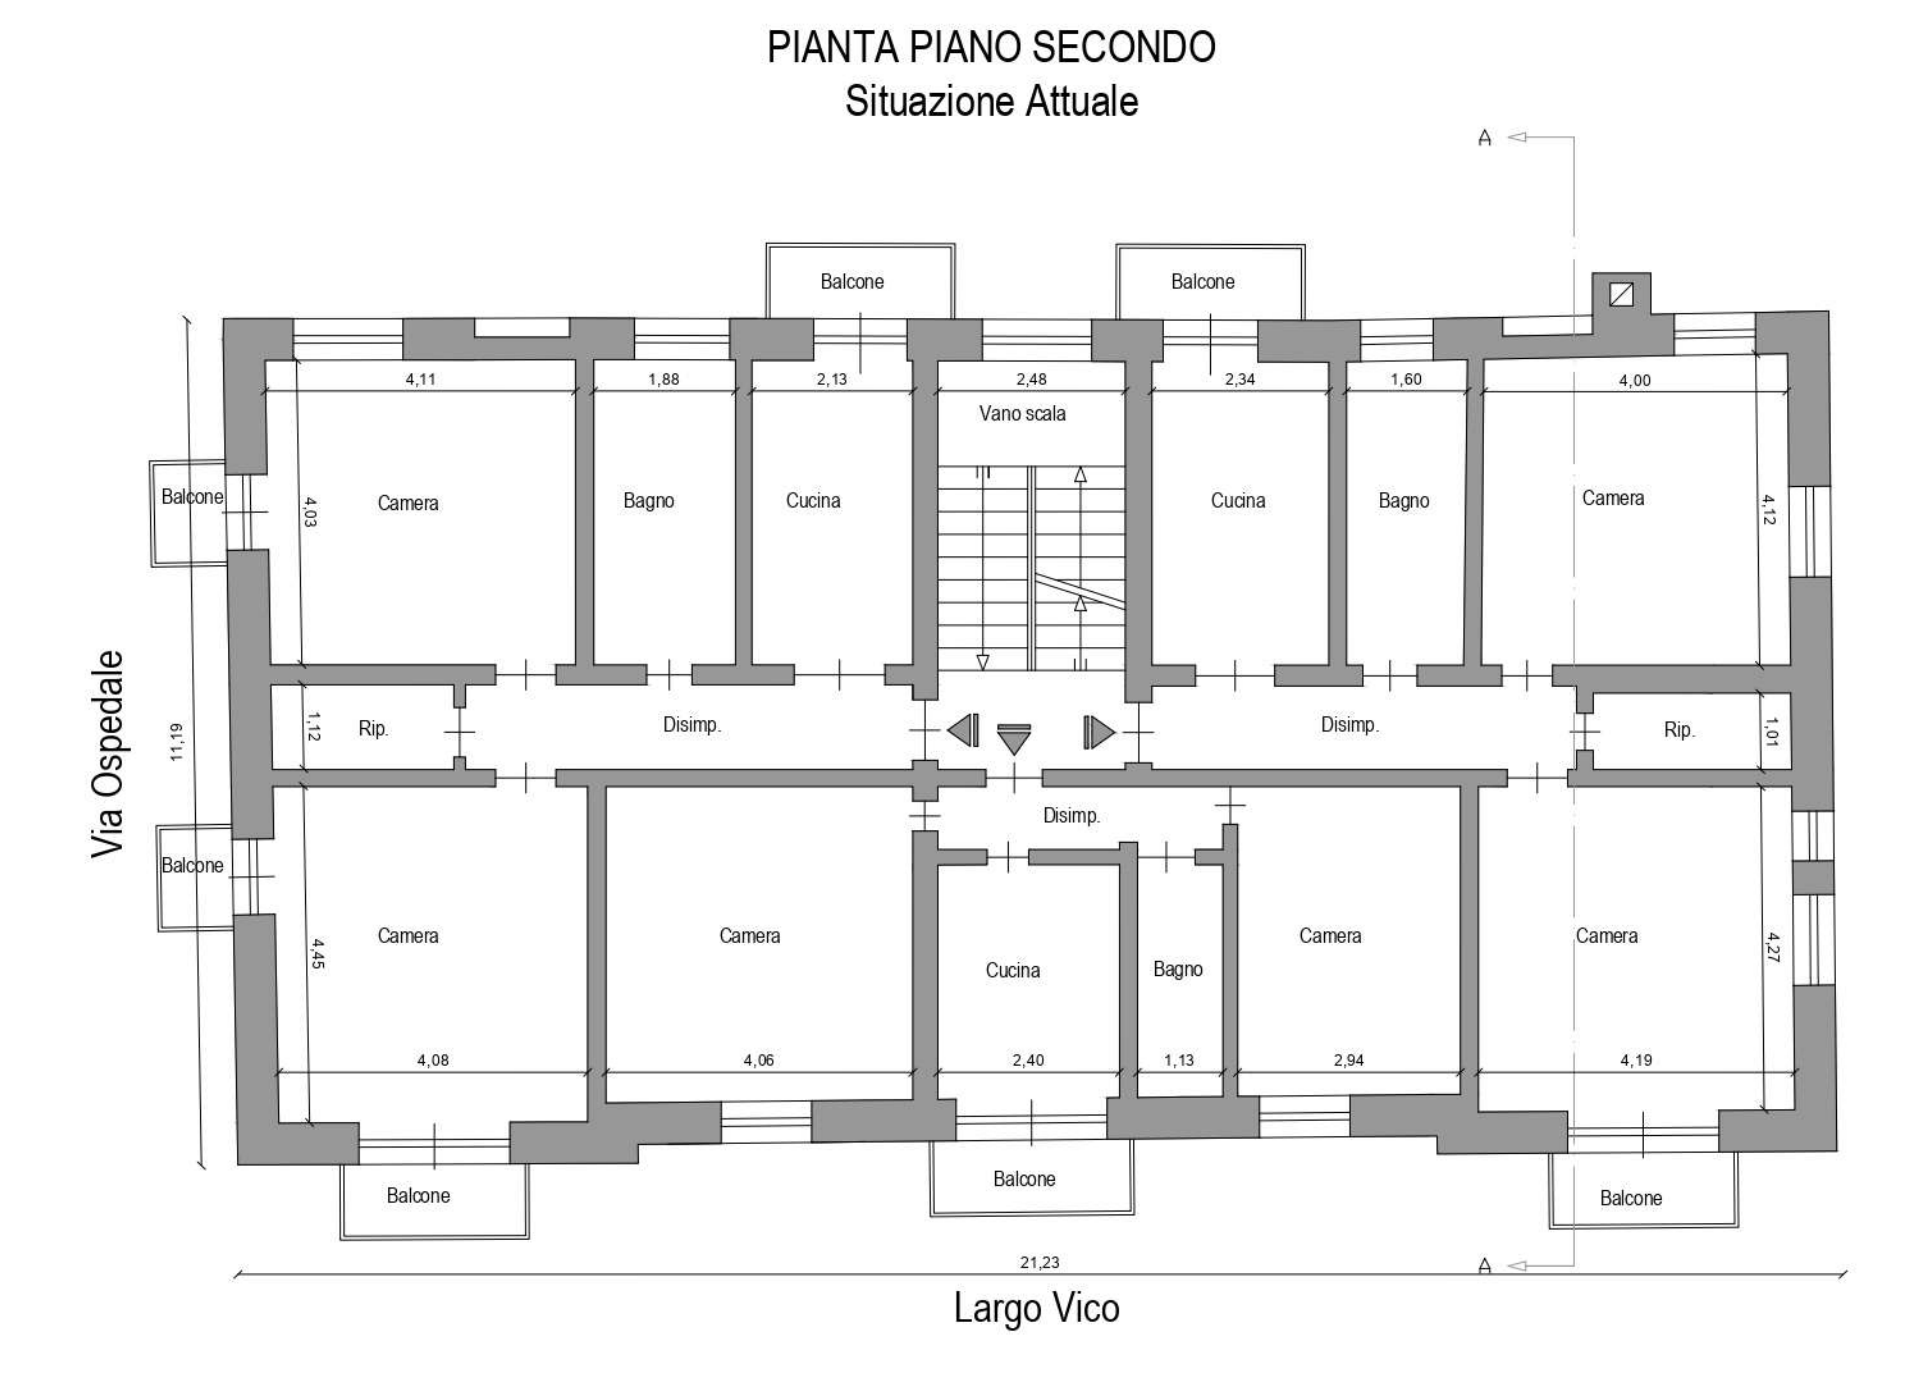 PIANTA PIANO SECONDO
Situazione Attuale
A
Balcone
Balcone
4,11
1,88
2,13
2,48
2,34
1,60
4,00
Vano scala
Balcone
4,03
Camera
Bagno
Cucina
Cucina
Bagno
Camera
4,12
Via Ospedale
11,19
1,12
Rip.
Disimp.
Disimp.
Rip.
1,01
Disimp.
Balcone
4,45
Camera
Camera
Cucina
Bagno
Camera
Camera
4,27
4,08
4,06
2,40
1,13
2,94
4,19
Balcone
Balcone
Balcone
21,23
A
Largo Vico